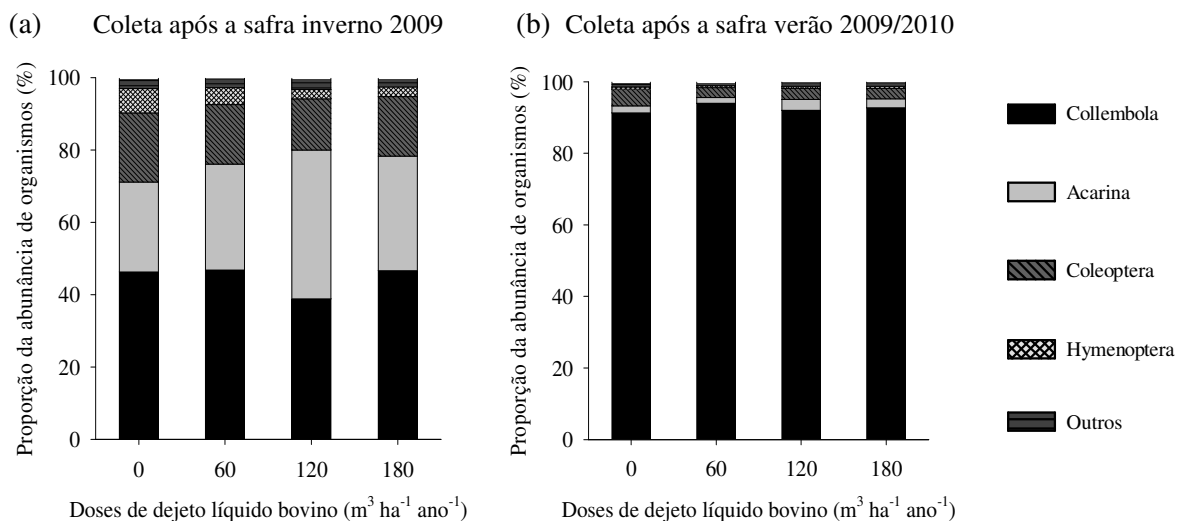 (a) Coleta após a safra inverno 2009
(b) Coleta após a safra verão 2009/2010
Proporção da abunância de organismos (%)
100
80
60
40
20
0
0 60 120 180
Doses de dejeto líquido bovino (m³ ha⁻¹ ano⁻¹)
Proporção da abunância de organismos (%)
100
80
60
40
20
0
0 60 120 180
Doses de dejeto líquido bovino (m³ ha⁻¹ ano⁻¹)
Collembola
Acarina
Coleoptera
Hymenoptera
Outros